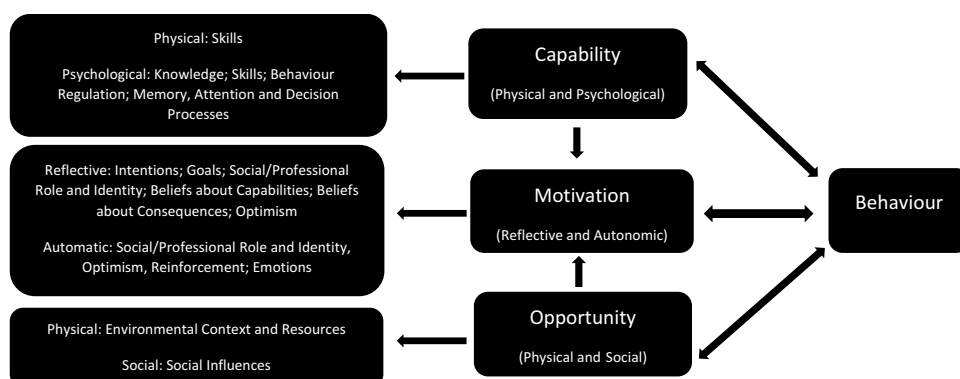 Physical: Skills
Psychological: Knowledge; Skills; Behaviour
Regulation; Memory, Attention and Decision
Processes
Capability
(Physical and Psychological)
Reflective: Intentions; Goals; Social/Professional
Role and Identity; Beliefs about Capabilities; Beliefs
about Consequences; Optimism
Automatic: Social/Professional Role and Identity,
Optimism, Reinforcement; Emotions
Motivation
(Reflective and Autonomic)
Behaviour
Physical: Environmental Context and Resources
Social: Social Influences
Opportunity
(Physical and Social)